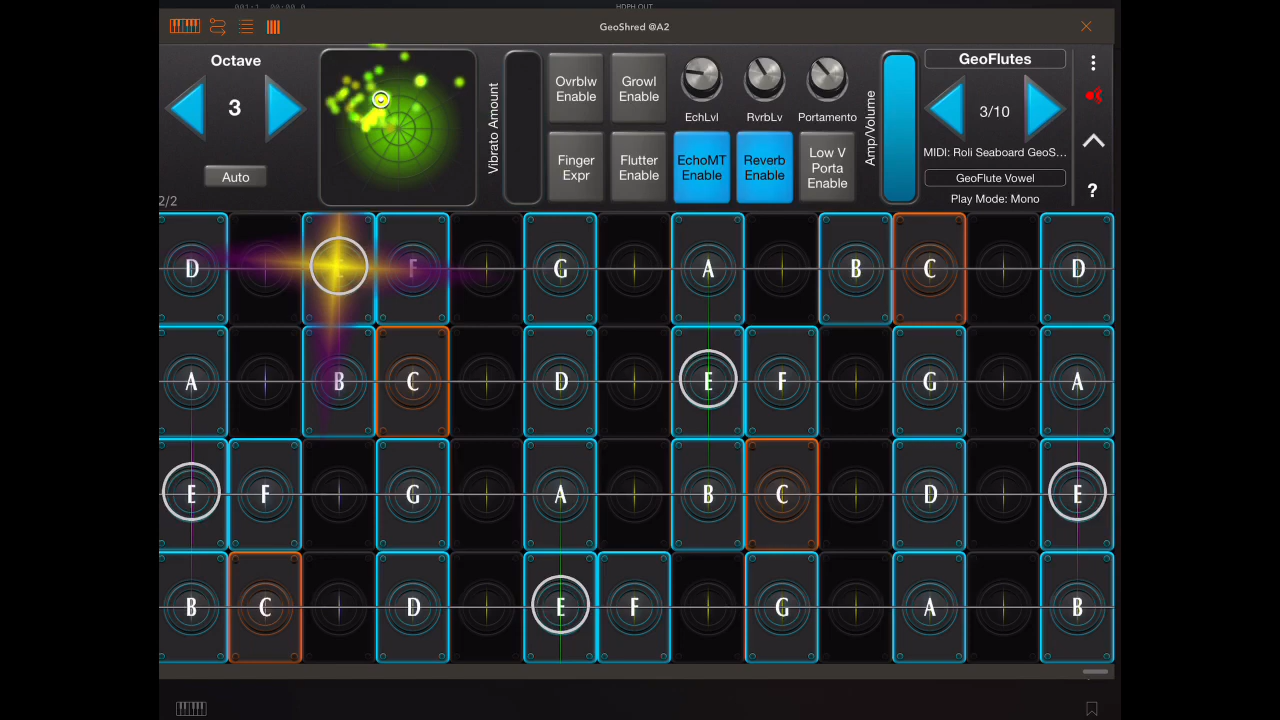 HDPH OUT
GeoShred @A2
Octave
3
Auto
2/2
Vibrato Amount
Ovrblw
Enable
Growl
Enable
EchLvl
RvrbLv
Portamento
Finger
Expr
Flutter
Enable
EchoMT
Enable
Reverb
Enable
Low V
Porta
Enable
Amp/Volume
GeoFlutes
3/10
MIDI: Roli Seaboard GeoS...
GeoFlute Vowel
Play Mode: Mono
?
D F G A B C D
A B C D E F G A
E F G A B C D E
B C D E F G A B